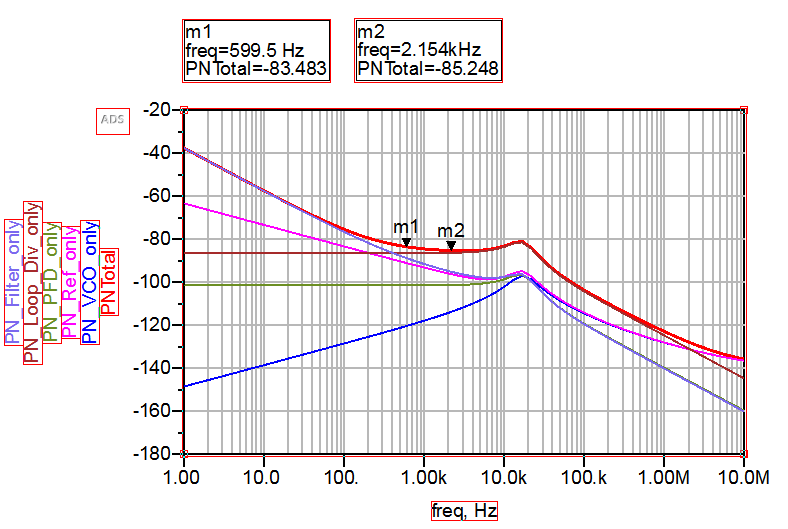 m1
freq=599.5 Hz
PNTotal=-83.483
m2
freq=2.154kHz
PNTotal=-85.248
ADS
PN_Filter_only
PN_Loop_Div_only
PN_PFD_only
PN_Ref_only
PN_VCO_only
PNTotal
-20
-40
-60
-80
-100
-120
-140
-160
-180
m1
m2
1.00
10.0
100.
1.00k
10.0k
100.k
1.00M
10.0M
freq, Hz